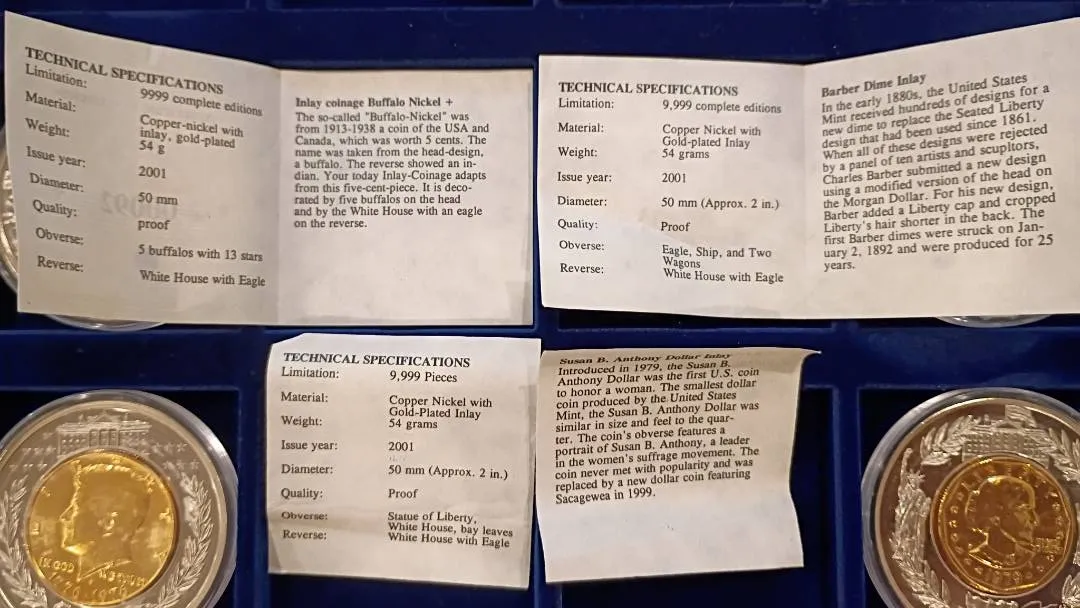 TECHNICAL SPECIFICATIONS
Limitation: 9999 complete editions
Material: Copper-nickel with
inlay, gold-plated
Weight: 54 g
Issue year: 2001
Diameter: 50 mm
Quality: proof
Obverse: 5 buffalos with 13 stars
Reverse: White House with Eagle
Inlay coinage Buffalo Nickel +
The so-called "Buffalo-Nickel" was
from 1913-1938 a coin of the USA and
Canada, which was worth 5 cents. The
name was taken from the head-design,
a buffalo. The reverse showed an in-
dian. Your today Inlay-Coinage adapts
from this five-cent-piece. It is deco-
rated by five buffalos on the head
and by the White House with an eagle
on the reverse.
TECHNICAL SPECIFICATIONS
Limitation: 9,999 complete editions
Material: Copper Nickel with
Gold-plated Inlay
Weight: 54 grams
Issue year: 2001
Diameter: 50 mm (Approx. 2 in.)
Quality: Proof
Obverse: Eagle, Ship, and Two
Wagons
Reverse: White House with Eagle
Barber Dime Inlay
In the early 1880s, the United States
Mint received hundreds of designs for a
new dime to replace the Seated Liberty
design that had been used since 1861.
When all of these designs were rejected
by a panel of ten artists and scupltors,
Charles Barber submitted a new design
using a modified version of the head on
the Morgan Dollar. For his new design,
Barber added a Liberty cap and cropped
Liberty's hair shorter in the back. The
first Barber dimes were struck on Jan-
uary 2, 1892 and were produced for 25
years.
TECHNICAL SPECIFICATIONS
Limitation: 9,999 Pieces
Material: Copper Nickel with
Gold-Plated Inlay
Weight: 54 grams
Issue year: 2001
Diameter: 50 mm (Approx. 2 in.)
Quality: Proof
Obverse: Statue of Liberty,
White House, bay leaves
Reverse: White House with Eagle
Susan B. Anthony Dollar Inlay
Introduced in 1979, the Susan B.
Anthony Dollar was the first U.S. coin
to honor a woman. The smallest dollar
coin produced by the United States
Mint, the Susan B. Anthony Dollar was
similar in size and feel to the quar-
ter. The coin's obverse features a
portrait of Susan B. Anthony, a leader
in the women's suffrage movement. The
coin never met with popularity and was
replaced by a new dollar coin featuring
Sacagewea in 1999.
IN GOD WE TRUST
1776-1976
1979